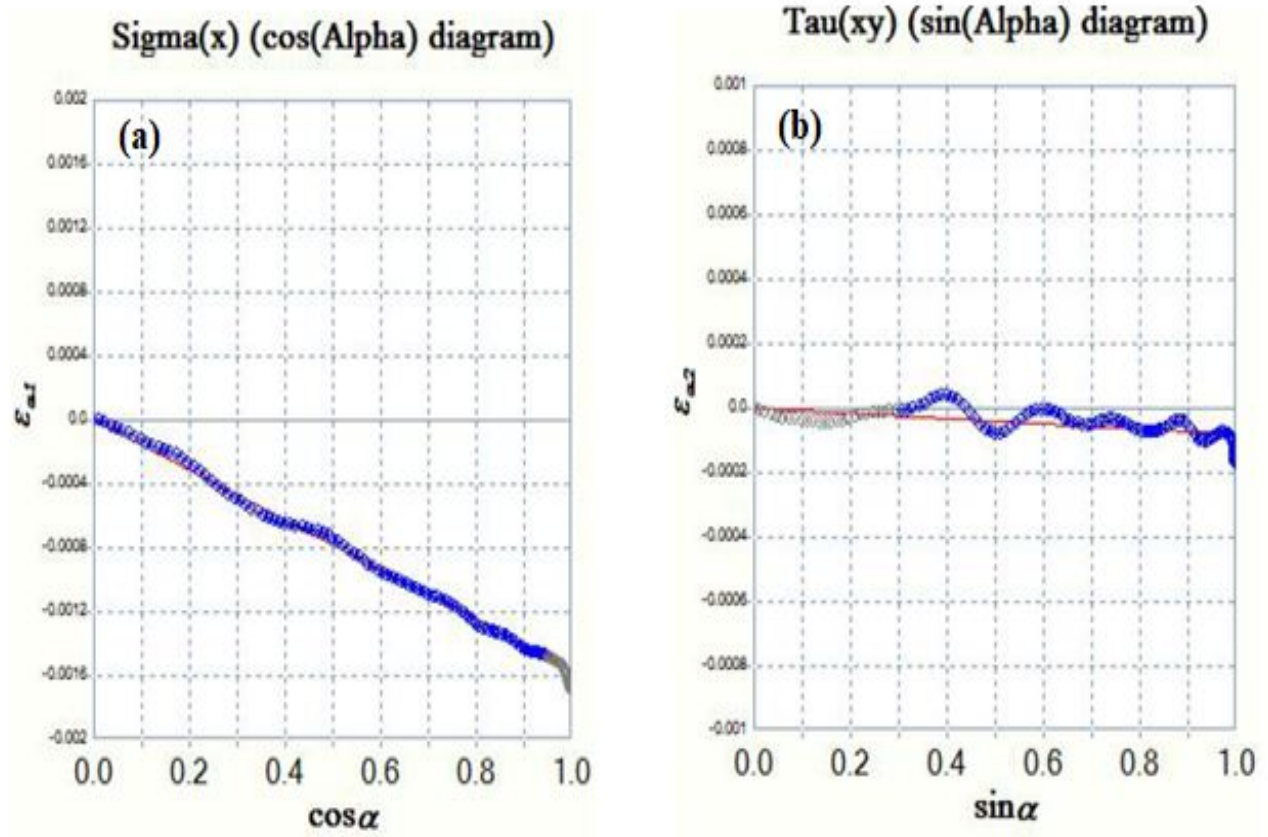 Sigma(x) (cos(Alpha) diagram)
(a)
0.002
0.0016
0.0012
0.0008
0.0004
0.0
-0.0004
-0.0008
-0.0012
-0.0016
-0.002
εα1
0.0 0.2 0.4 0.6 0.8 1.0
cosα
Tau(xy) (sin(Alpha) diagram)
(b)
0.001
0.0008
0.0006
0.0004
0.0002
0.0
-0.0002
-0.0004
-0.0006
-0.0008
-0.001
εα2
0.0 0.2 0.4 0.6 0.8 1.0
sinα